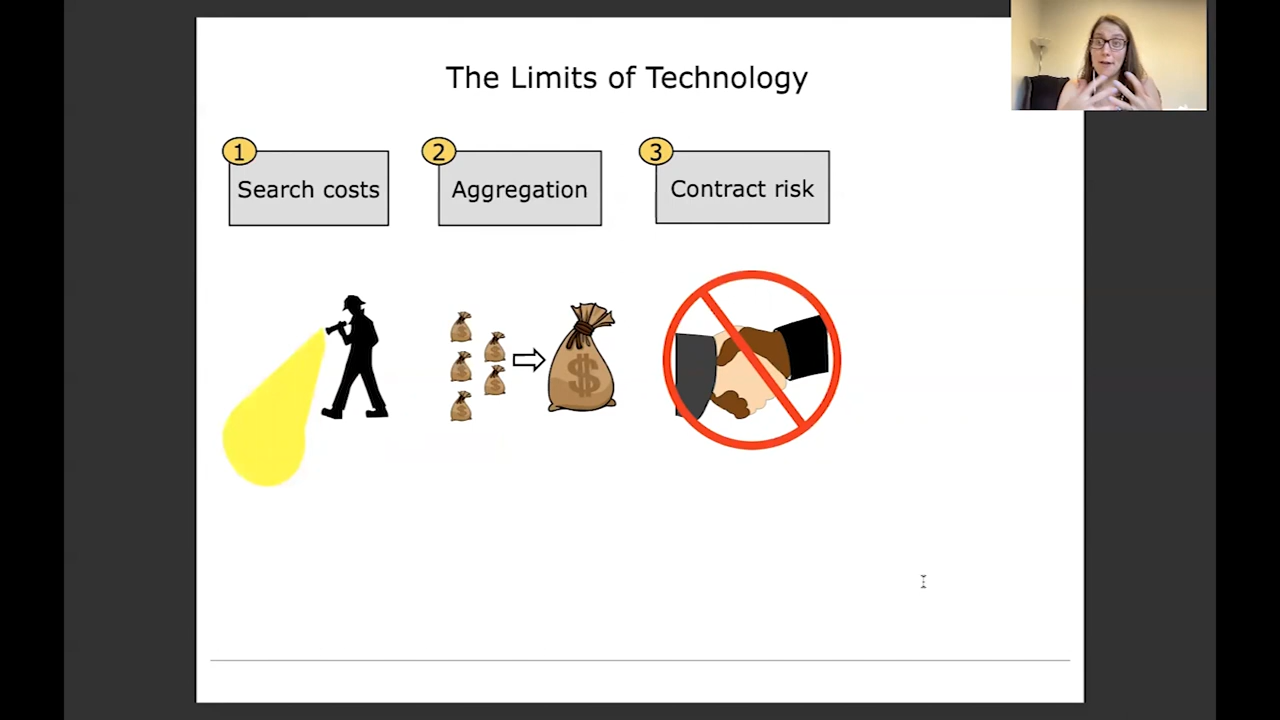 The Limits of Technology
1
Search costs
2
Aggregation
3
Contract risk
$
$
$
$
$
$